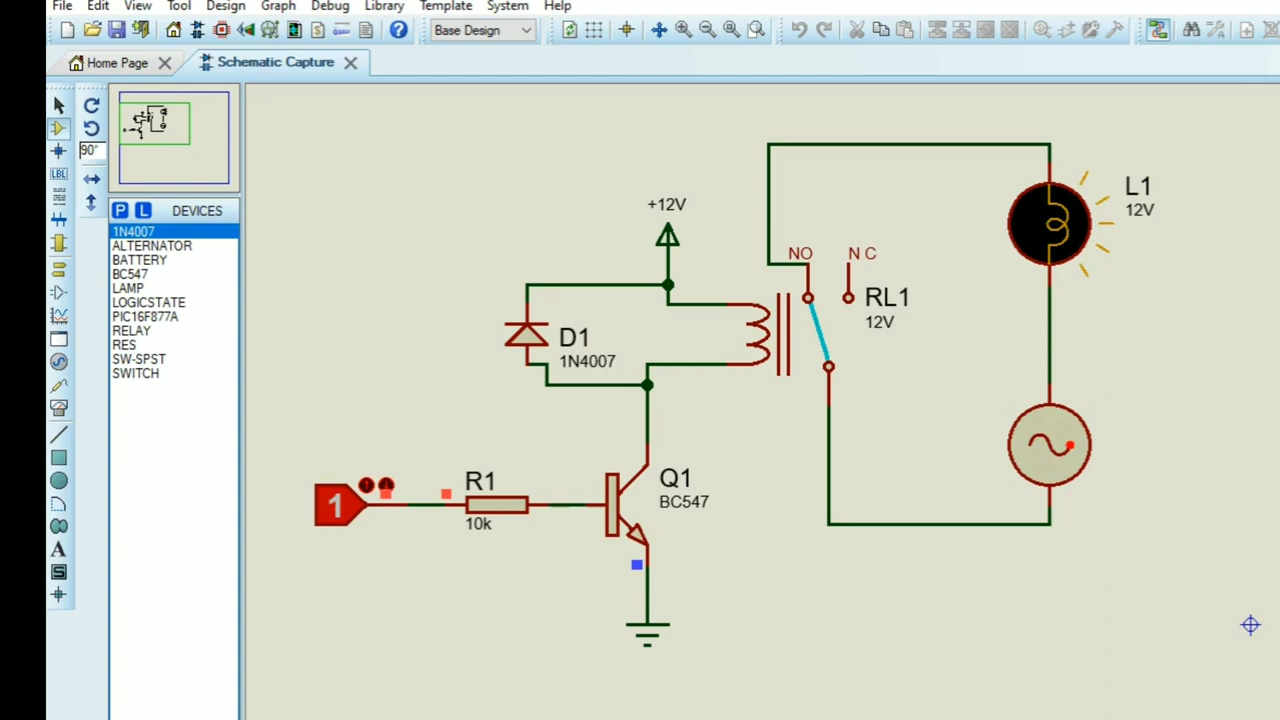 File Edit View Tool Design Graph Debug Library Template System Help
Base Design
Home Page
Schematic Capture
90°
LBL
P L DEVICES
1N4007
ALTERNATOR
BATTERY
BC547
LAMP
LOGICSTATE
PIC16F877A
RELAY
RES
SW-SPST
SWITCH
A
S
+12V
L1
12V
NO
N C
RL1
12V
D1
1N4007
R1
10k
Q1
BC547
1